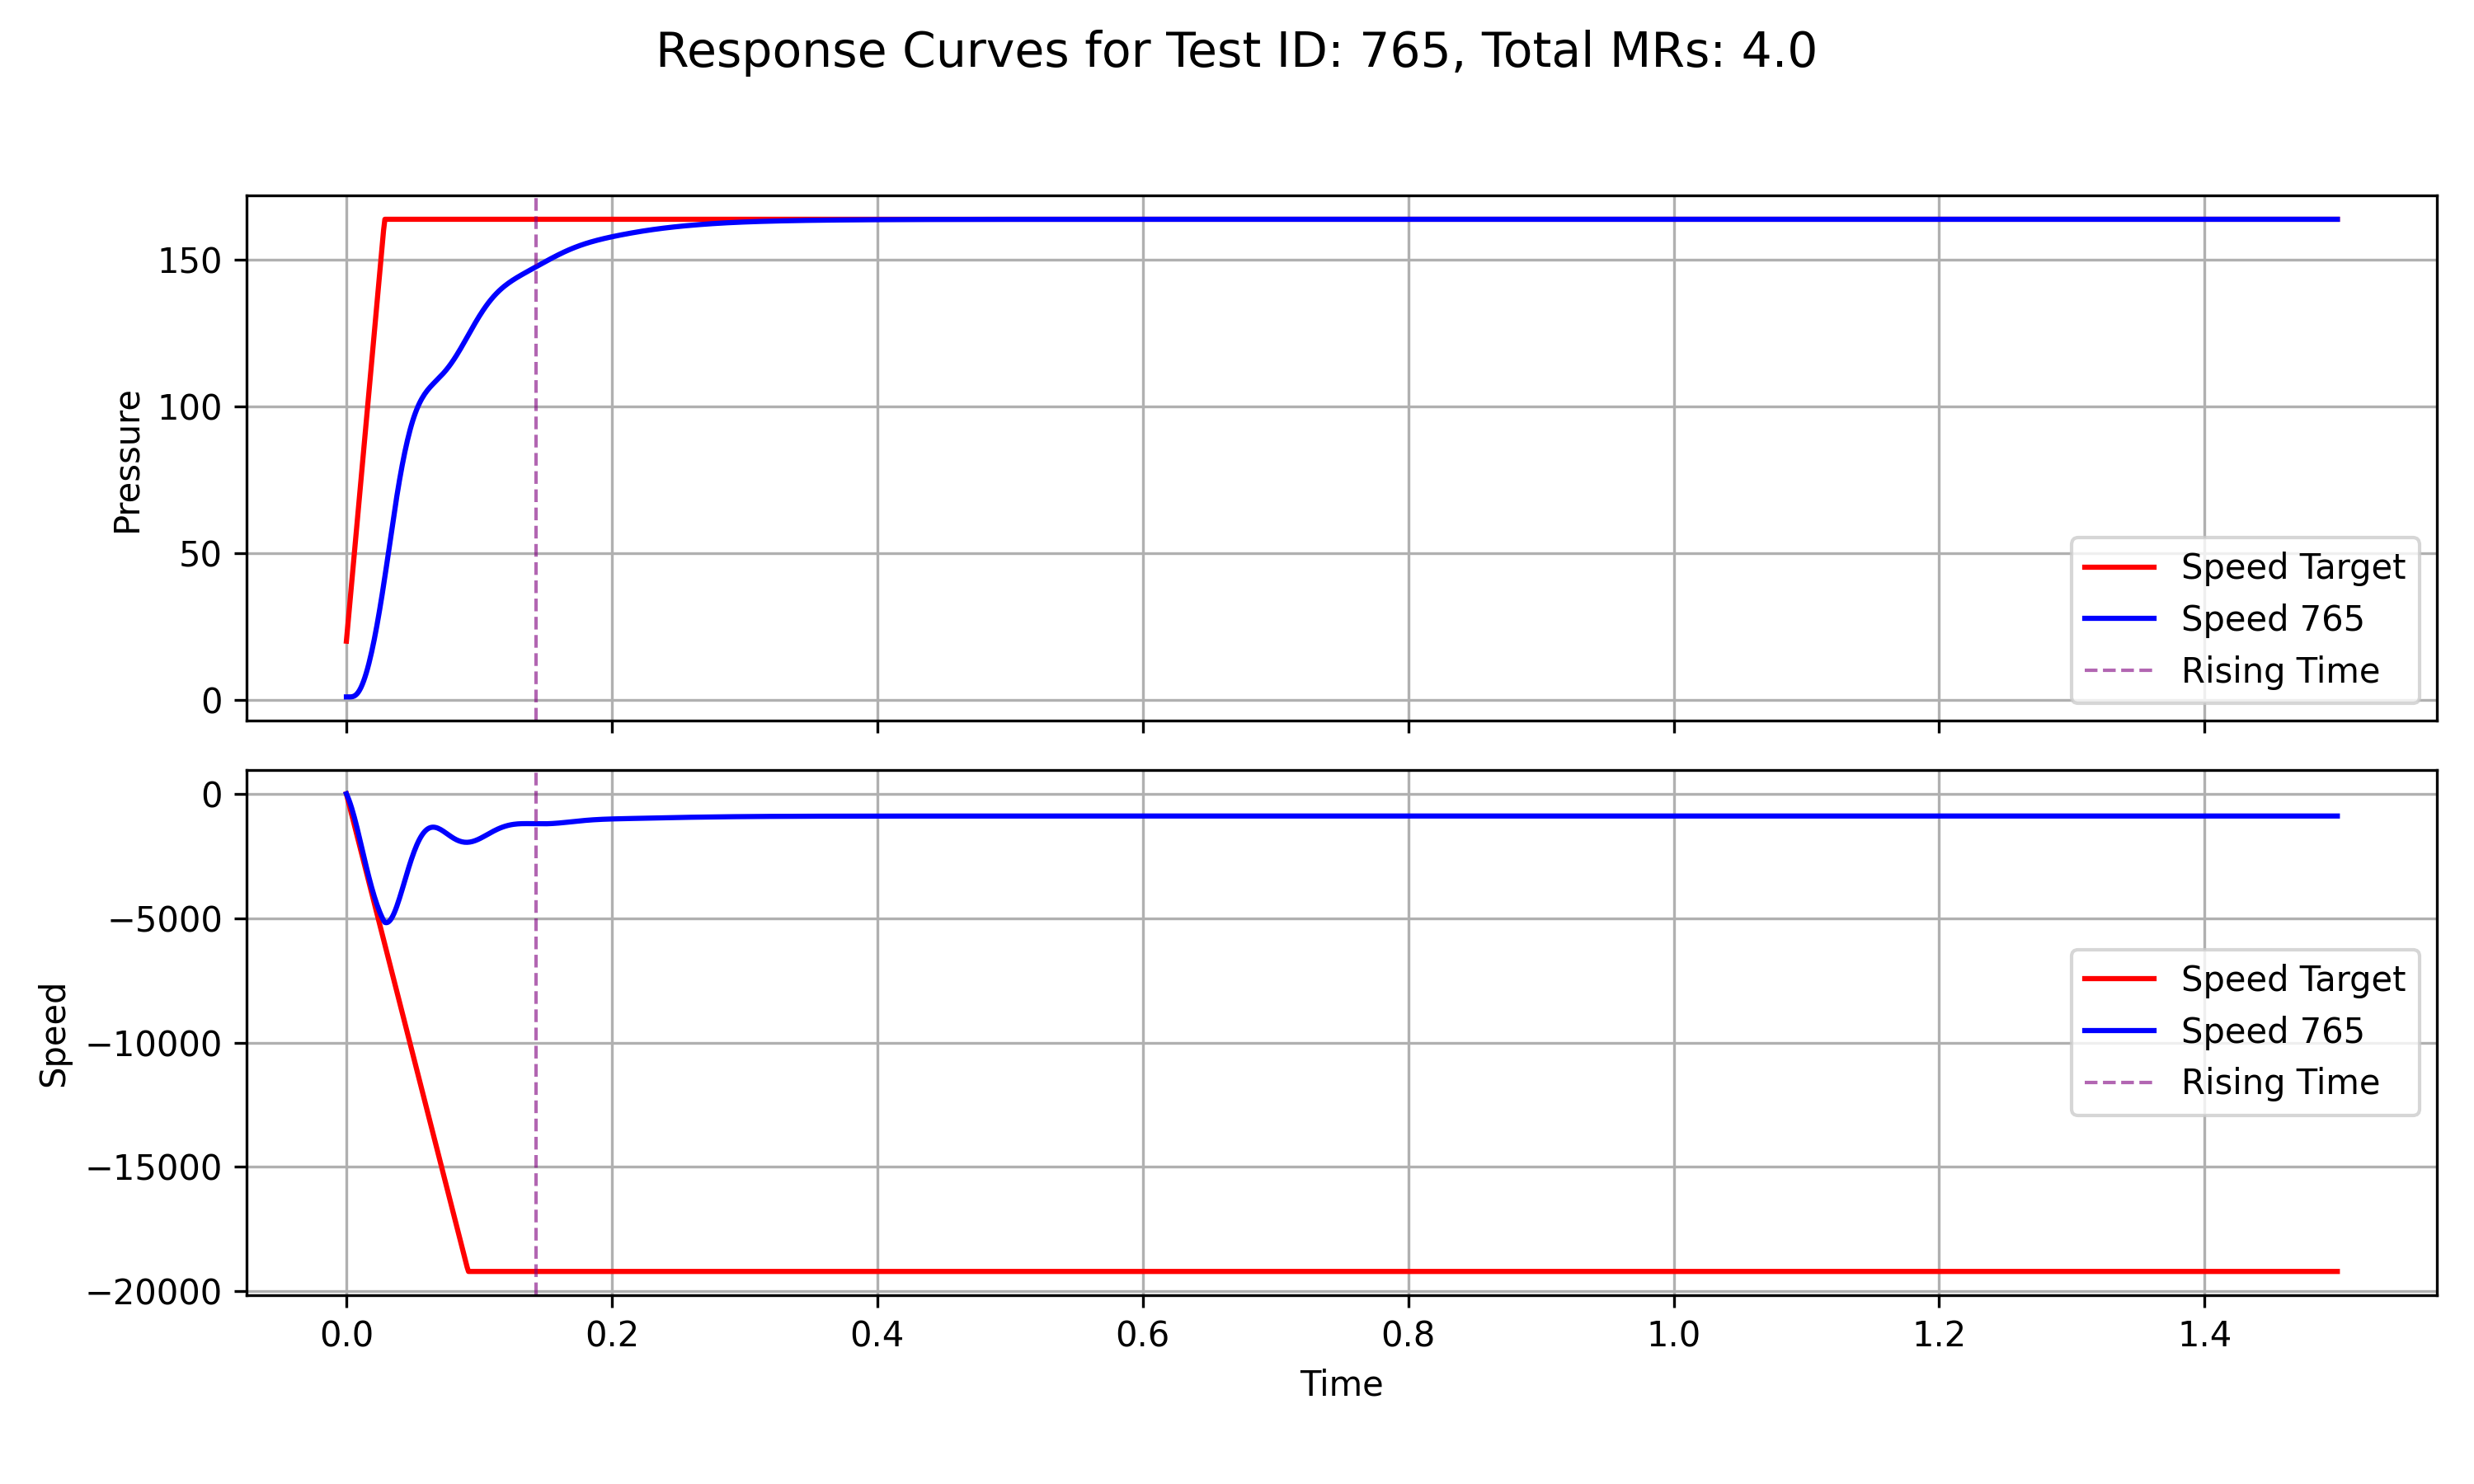 Response Curves for Test ID: 765, Total MRs: 4.0
150
100
50
0
Pressure
Speed Target
Speed 765
Rising Time
0
−5000
−10000
−15000
−20000
Speed
Speed Target
Speed 765
Rising Time
0.0 0.2 0.4 0.6 0.8 1.0 1.2 1.4
Time